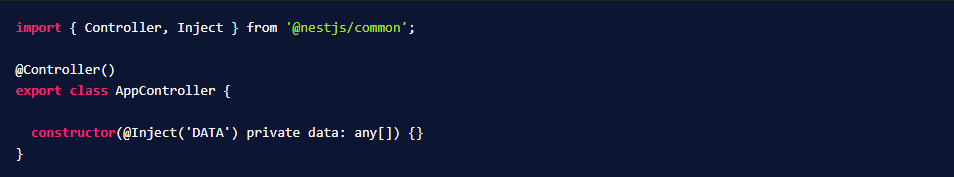 import { Controller, Inject } from '@nestjs/common';
@Controller()
export class AppController {
constructor(@Inject('DATA') private data: any[]) {}
}